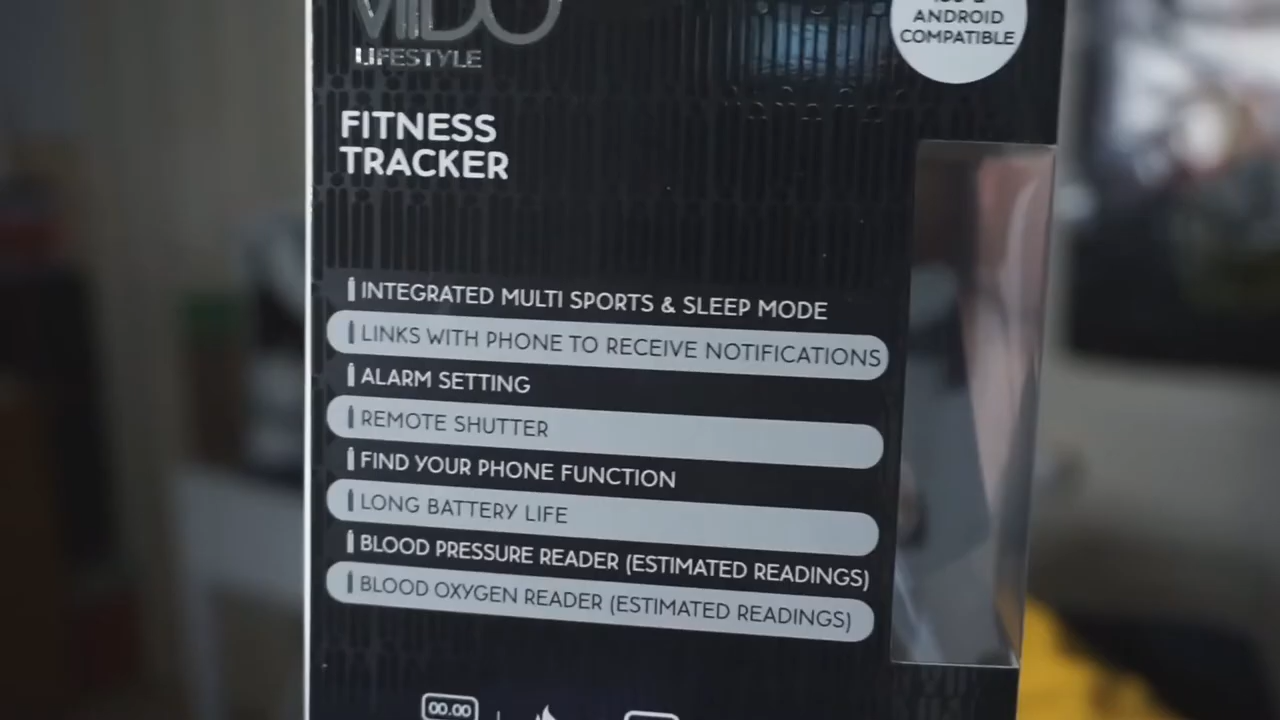 LIFESTYLE
ANDROID
COMPATIBLE
FITNESS
TRACKER
INTEGRATED MULTI SPORTS & SLEEP MODE
LINKS WITH PHONE TO RECEIVE NOTIFICATIONS
ALARM SETTING
REMOTE SHUTTER
FIND YOUR PHONE FUNCTION
LONG BATTERY LIFE
BLOOD PRESSURE READER (ESTIMATED READINGS)
BLOOD OXYGEN READER (ESTIMATED READINGS)
00.00